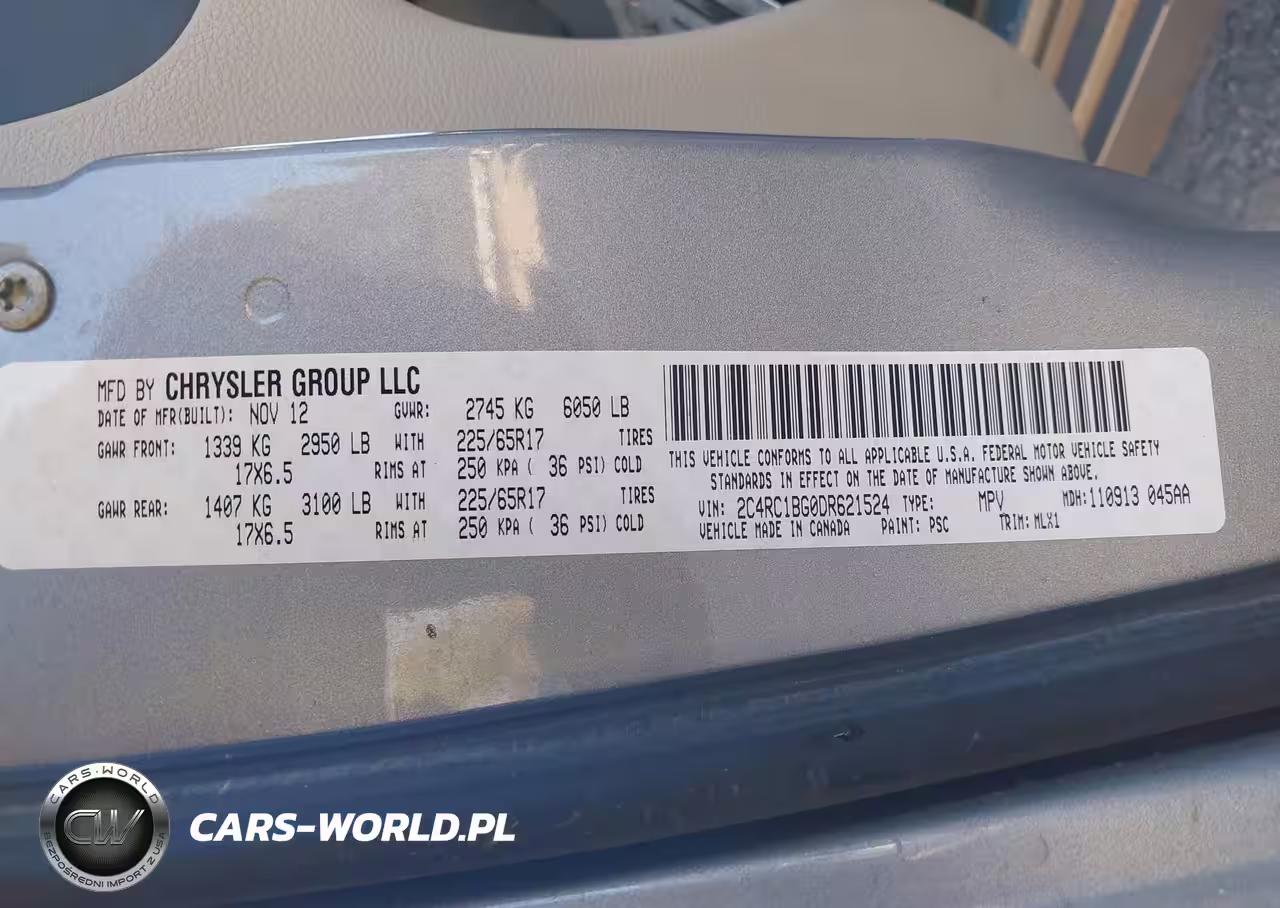 MFD BY CHRYSLER GROUP LLC
DATE OF MFR(BUILT): NOV 12 GVWR: 2745 KG 6050 LB
GAWR FRONT: 1339 KG 2950 LB WITH 225/65R17 TIRES
17X6.5 RIMS AT 250 KPA ( 36 PSI) COLD
GAWR REAR: 1407 KG 3100 LB WITH 225/65R17 TIRES
17X6.5 RIMS AT 250 KPA ( 36 PSI) COLD
THIS VEHICLE CONFORMS TO ALL APPLICABLE U.S.A. FEDERAL MOTOR VEHICLE SAFETY
STANDARDS IN EFFECT ON THE DATE OF MANUFACTURE SHOWN ABOVE.
VIN: 2C4RC1BG0DR621524 TYPE: MPV MDH:110913 045AA
VEHICLE MADE IN CANADA PAINT: PSC TRIM: MLX1
CARS-WORLD
CW
BEZPOŚREDNI IMPORT Z USA
CARS-WORLD.PL